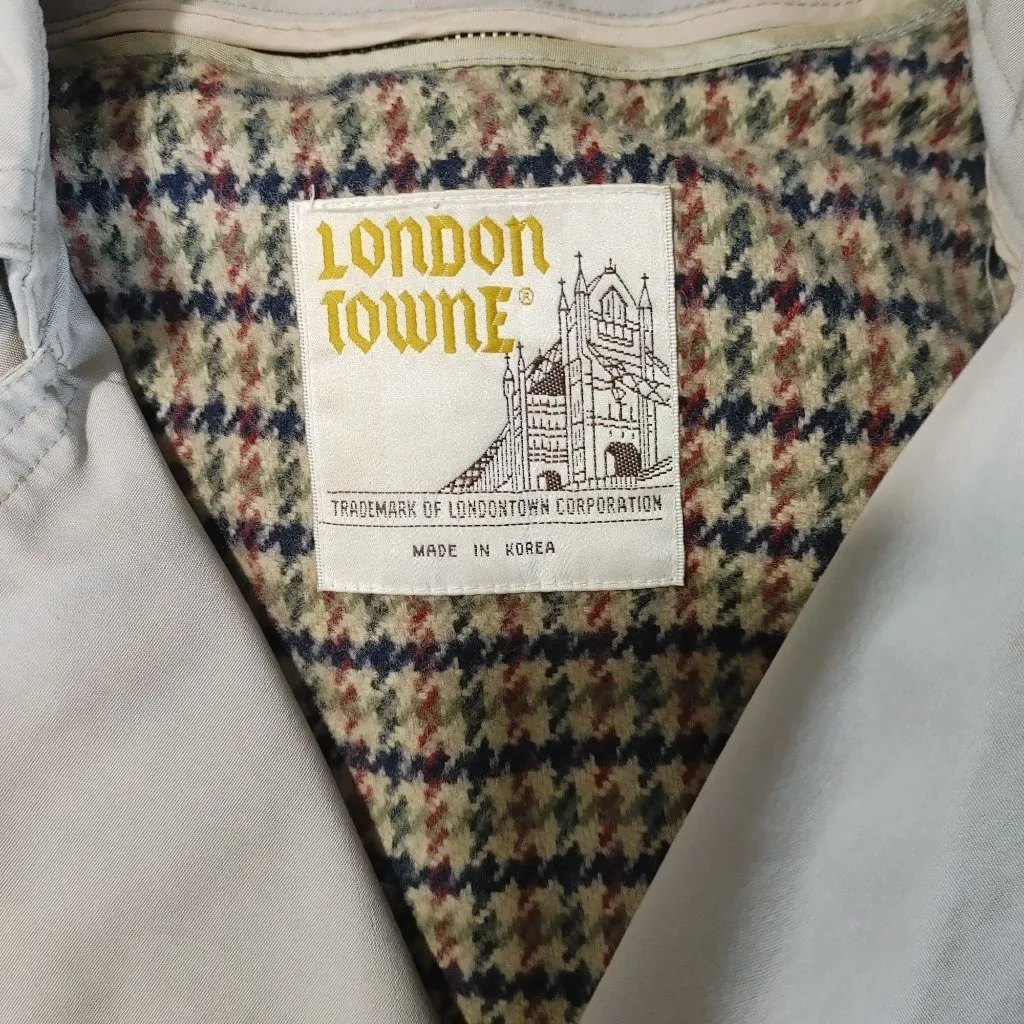 LONDON
TOWNE®
TRADEMARK OF LONDONTOWN CORPORATION
MADE IN KOREA